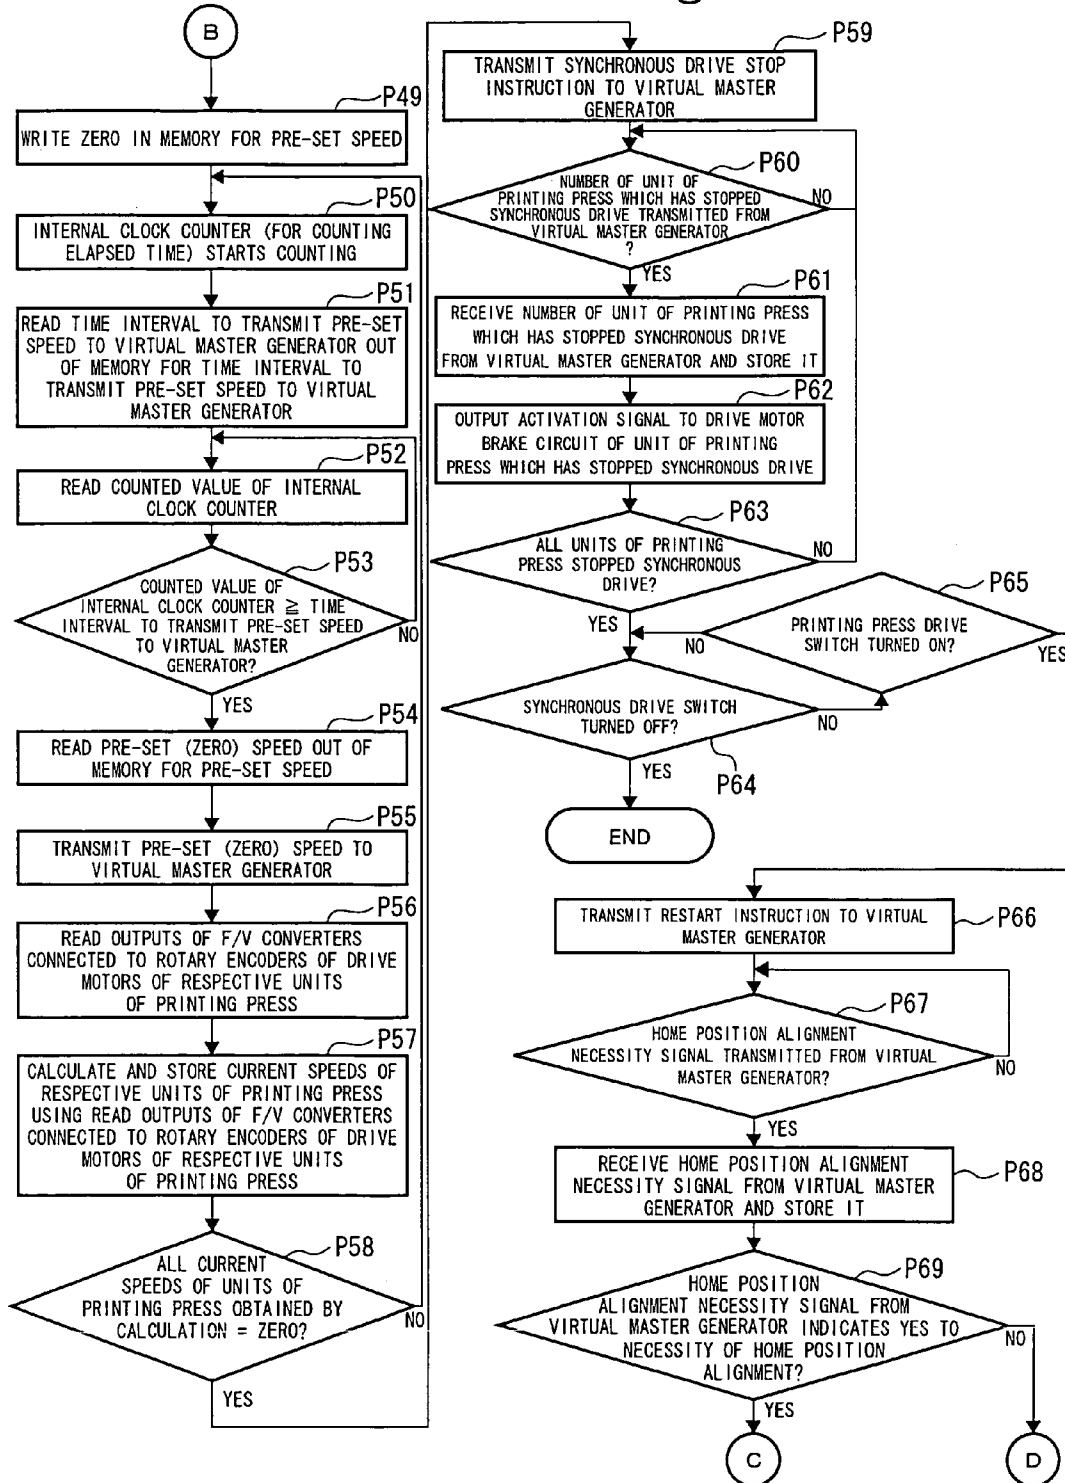 g
B
P49
WRITE ZERO IN MEMORY FOR PRE-SET SPEED
P50
INTERNAL CLOCK COUNTER (FOR COUNTING
ELAPSED TIME) STARTS COUNTING
P51
READ TIME INTERVAL TO TRANSMIT PRE-SET
SPEED TO VIRTUAL MASTER GENERATOR OUT
OF MEMORY FOR TIME INTERVAL TO
TRANSMIT PRE-SET SPEED TO VIRTUAL
MASTER GENERATOR
P52
READ COUNTED VALUE OF INTERNAL
CLOCK COUNTER
P53
COUNTED VALUE OF
INTERNAL CLOCK COUNTER ≧ TIME
INTERVAL TO TRANSMIT PRE-SET SPEED
TO VIRTUAL MASTER
GENERATOR?
NO
YES
P54
READ PRE-SET (ZERO) SPEED OUT OF
MEMORY FOR PRE-SET SPEED
P55
TRANSMIT PRE-SET (ZERO) SPEED TO
VIRTUAL MASTER GENERATOR
P56
READ OUTPUTS OF F/V CONVERTERS
CONNECTED TO ROTARY ENCODERS OF DRIVE
MOTORS OF RESPECTIVE UNITS
OF PRINTING PRESS
P57
CALCULATE AND STORE CURRENT SPEEDS OF
RESPECTIVE UNITS OF PRINTING PRESS
USING READ OUTPUTS OF F/V CONVERTERS
CONNECTED TO ROTARY ENCODERS OF DRIVE
MOTORS OF RESPECTIVE UNITS
OF PRINTING PRESS
P58
ALL CURRENT
SPEEDS OF UNITS OF
PRINTING PRESS OBTAINED BY
CALCULATION = ZERO?
NO
YES
P59
TRANSMIT SYNCHRONOUS DRIVE STOP
INSTRUCTION TO VIRTUAL MASTER
GENERATOR
P60
NUMBER OF UNIT OF
PRINTING PRESS WHICH HAS STOPPED
SYNCHRONOUS DRIVE TRANSMITTED FROM
VIRTUAL MASTER GENERATOR
?
NO
YES
P61
RECEIVE NUMBER OF UNIT OF PRINTING PRESS
WHICH HAS STOPPED SYNCHRONOUS DRIVE
FROM VIRTUAL MASTER GENERATOR AND STORE IT
P62
OUTPUT ACTIVATION SIGNAL TO DRIVE MOTOR
BRAKE CIRCUIT OF UNIT OF PRINTING
PRESS WHICH HAS STOPPED SYNCHRONOUS DRIVE
P63
ALL UNITS OF PRINTING
PRESS STOPPED SYNCHRONOUS
DRIVE?
NO
YES
P65
PRINTING PRESS DRIVE
SWITCH TURNED ON?
NO
YES
SYNCHRONOUS DRIVE SWITCH
TURNED OFF?
NO
P64
YES
END
TRANSMIT RESTART INSTRUCTION TO VIRTUAL
MASTER GENERATOR
P66
P67
HOME POSITION ALIGNMENT
NECESSITY SIGNAL TRANSMITTED FROM VIRTUAL
MASTER GENERATOR?
NO
YES
RECEIVE HOME POSITION ALIGNMENT
NECESSITY SIGNAL FROM VIRTUAL MASTER
GENERATOR AND STORE IT
P68
P69
HOME POSITION
ALIGNMENT NECESSITY SIGNAL FROM
VIRTUAL MASTER GENERATOR INDICATES YES TO
NECESSITY OF HOME POSITION
ALIGNMENT?
NO
YES
C
D